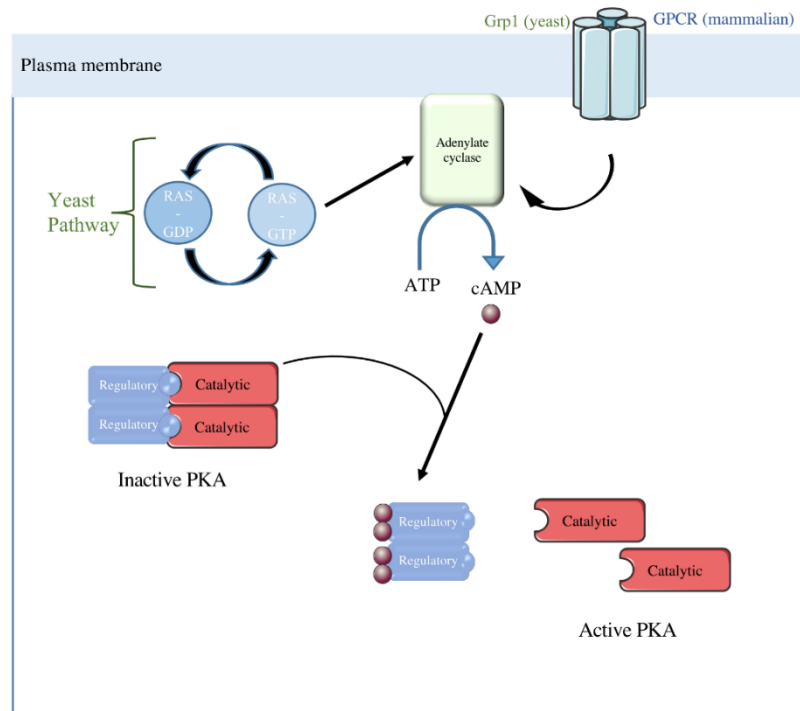 Grp1 (yeast)
GPCR (mammalian)
Plasma membrane
Adenylate
cyclase
Yeast
Pathway
RAS
-
GDP
RAS
-
GTP
ATP
cAMP
Regulatory
Catalytic
Regulatory
Catalytic
Inactive PKA
Regulatory
Regulatory
Catalytic
Catalytic
Active PKA